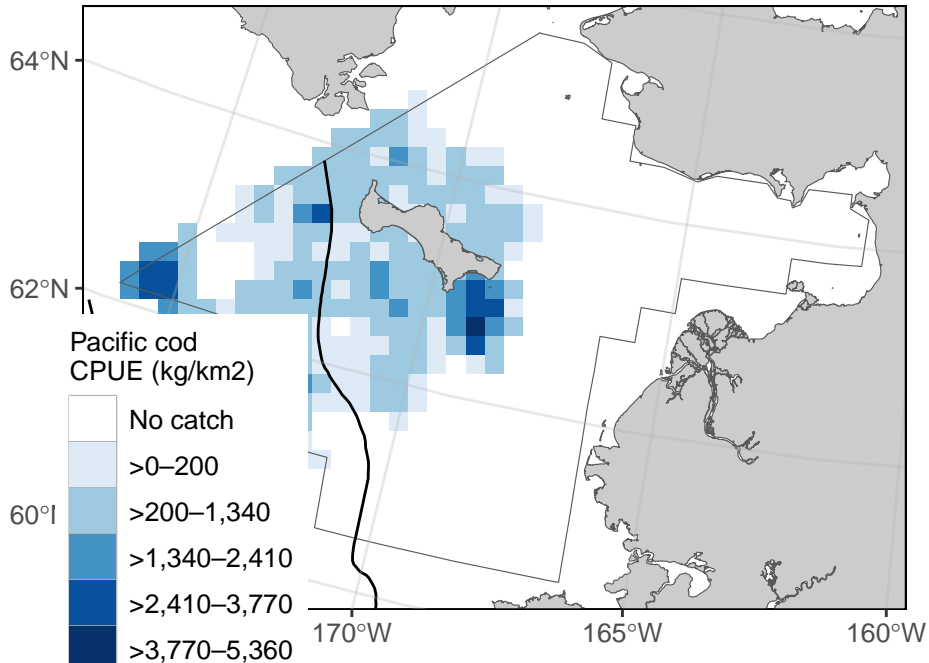 64°N
62°N
Pacific cod
CPUE (kg/km2)
No catch
>0–200
>200–1,340
60°
>1,340–2,410
>2,410–3,770
>3,770–5,360
170°W
165°W
160°W